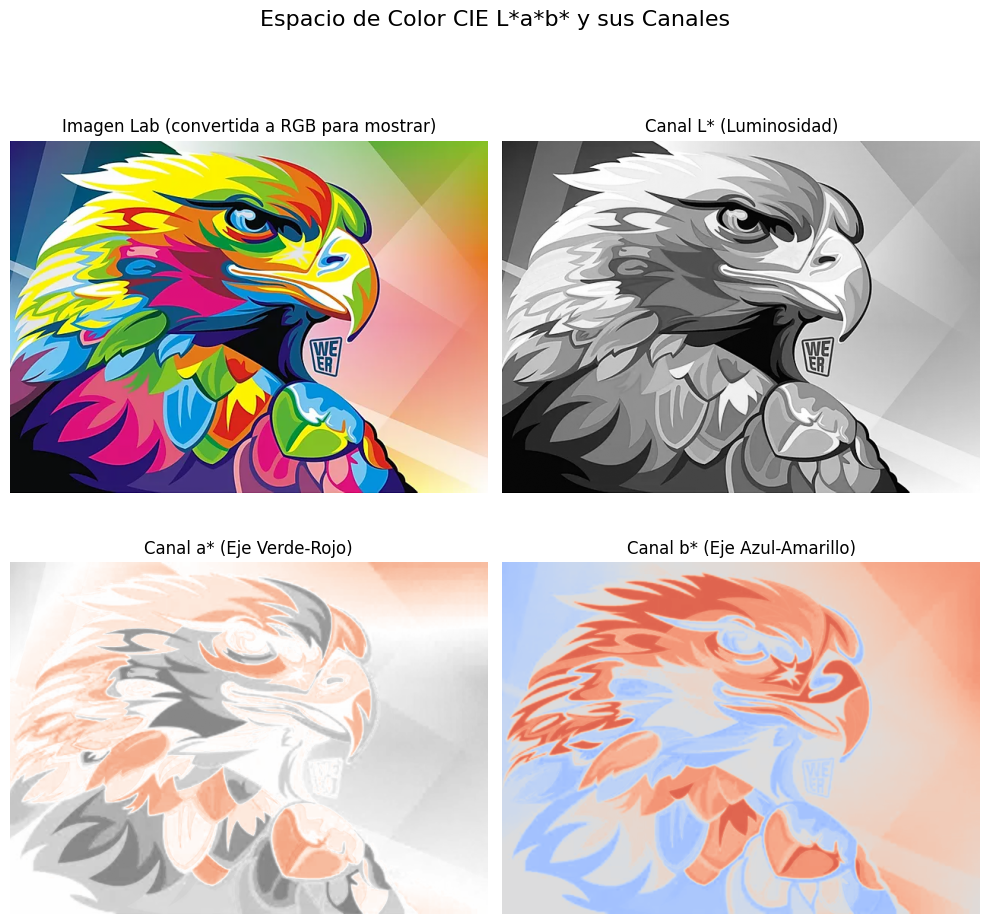 Espacio de Color CIE L*a*b* y sus Canales
Imagen Lab (convertida a RGB para mostrar)
Canal L* (Luminosidad)
WE
ER
WE
ER
Canal a* (Eje Verde-Rojo)
Canal b* (Eje Azul-Amarillo)
WE
ER
WE
ER